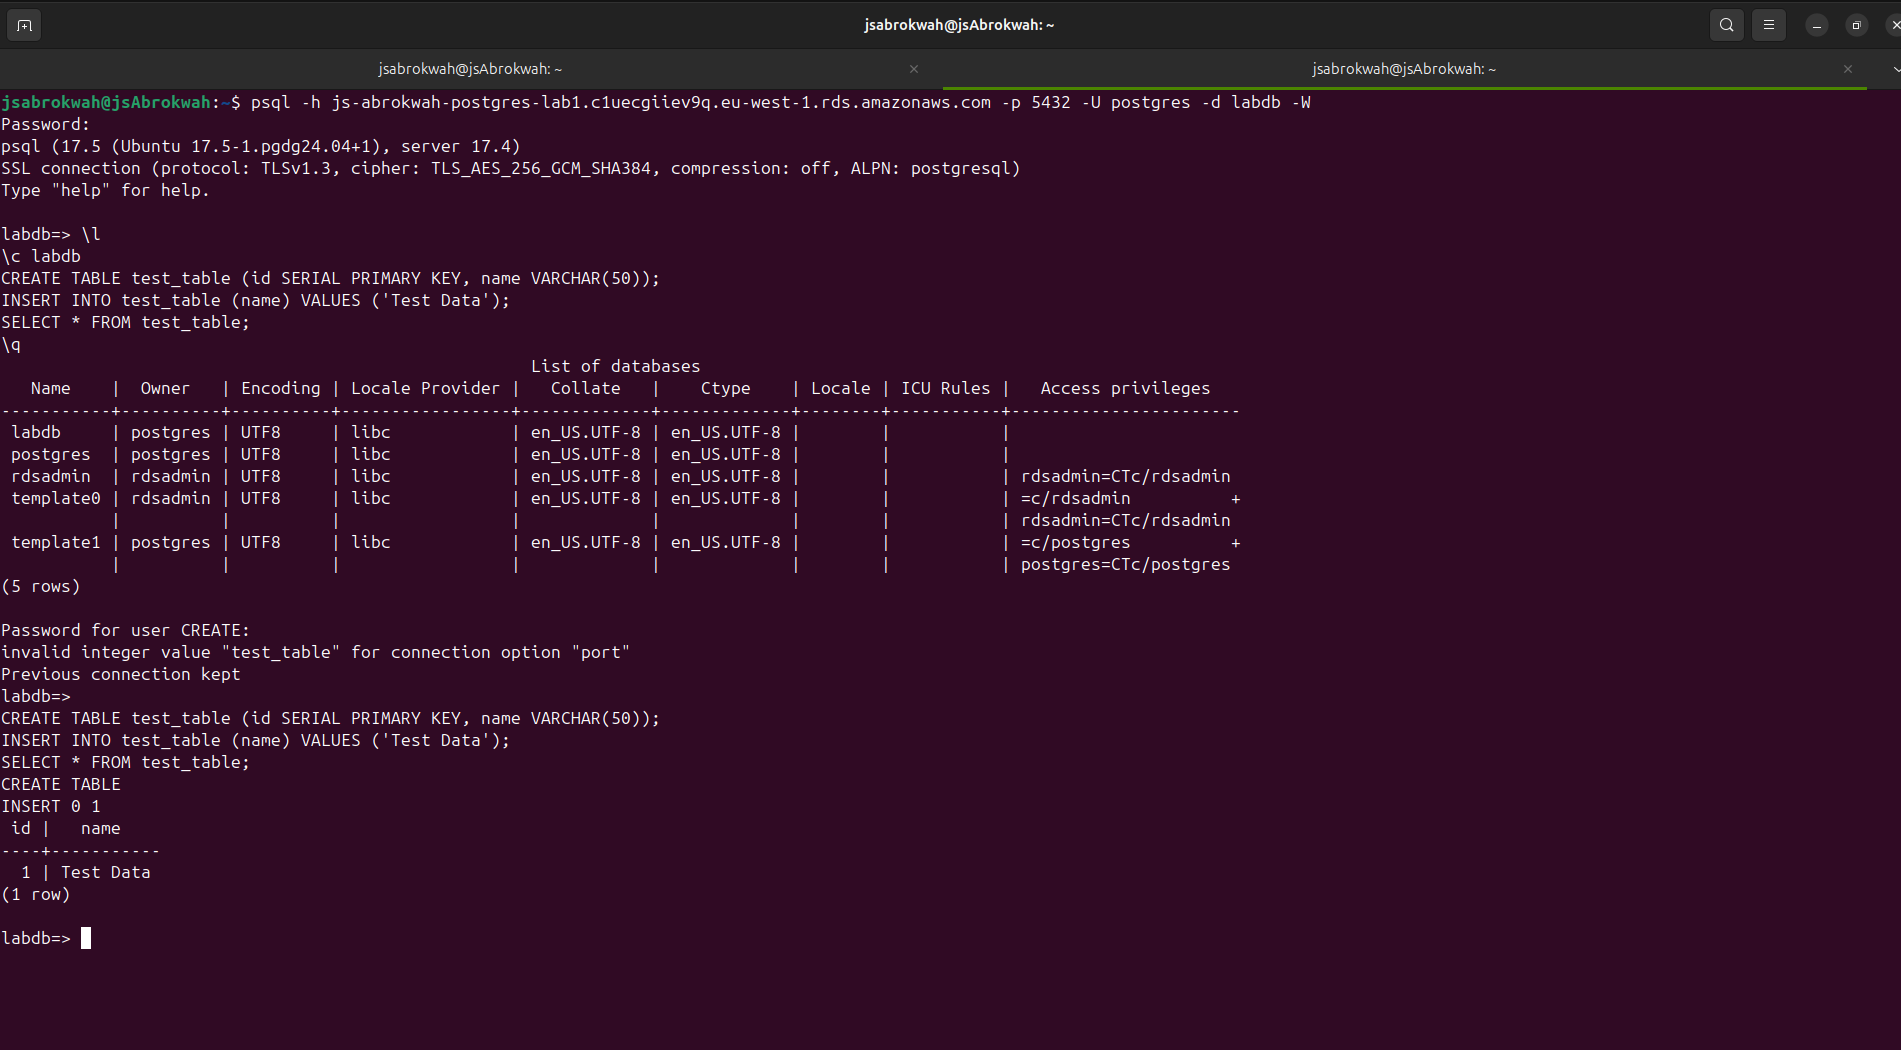 jsabrokwah@jsAbrokwah: ~
jsabrokwah@jsAbrokwah: ~
jsabrokwah@jsAbrokwah: ~
jsabrokwah@jsAbrokwah:~$ psql -h js-abrokwah-postgres-lab1.c1uecgiiev9q.eu-west-1.rds.amazonaws.com -p 5432 -U postgres -d labdb -W
Password:
psql (17.5 (Ubuntu 17.5-1.pgdg24.04+1), server 17.4)
SSL connection (protocol: TLSv1.3, cipher: TLS_AES_256_GCM_SHA384, compression: off, ALPN: postgresql)
Type "help" for help.
labdb=> \l
\c labdb
CREATE TABLE test_table (id SERIAL PRIMARY KEY, name VARCHAR(50));
INSERT INTO test_table (name) VALUES ('Test Data');
SELECT * FROM test_table;
\q
                                                     List of databases
   Name    |  Owner   | Encoding | Locale Provider |   Collate   |    Ctype    | Locale | ICU Rules |   Access privileges
-----------+----------+----------+-----------------+-------------+-------------+--------+-----------+-----------------------
 labdb     | postgres | UTF8     | libc            | en_US.UTF-8 | en_US.UTF-8 |        |           |
 postgres  | postgres | UTF8     | libc            | en_US.UTF-8 | en_US.UTF-8 |        |           |
 rdsadmin  | rdsadmin | UTF8     | libc            | en_US.UTF-8 | en_US.UTF-8 |        |           | rdsadmin=CTc/rdsadmin
 template0 | rdsadmin | UTF8     | libc            | en_US.UTF-8 | en_US.UTF-8 |        |           | =c/rdsadmin          +
           |          |          |                 |             |             |        |           | rdsadmin=CTc/rdsadmin
 template1 | postgres | UTF8     | libc            | en_US.UTF-8 | en_US.UTF-8 |        |           | =c/postgres          +
           |          |          |                 |             |             |        |           | postgres=CTc/postgres
(5 rows)
Password for user CREATE:
invalid integer value "test_table" for connection option "port"
Previous connection kept
labdb=>
CREATE TABLE test_table (id SERIAL PRIMARY KEY, name VARCHAR(50));
INSERT INTO test_table (name) VALUES ('Test Data');
SELECT * FROM test_table;
CREATE TABLE
INSERT 0 1
 id |   name
----+-----------
  1 | Test Data
(1 row)
labdb=>